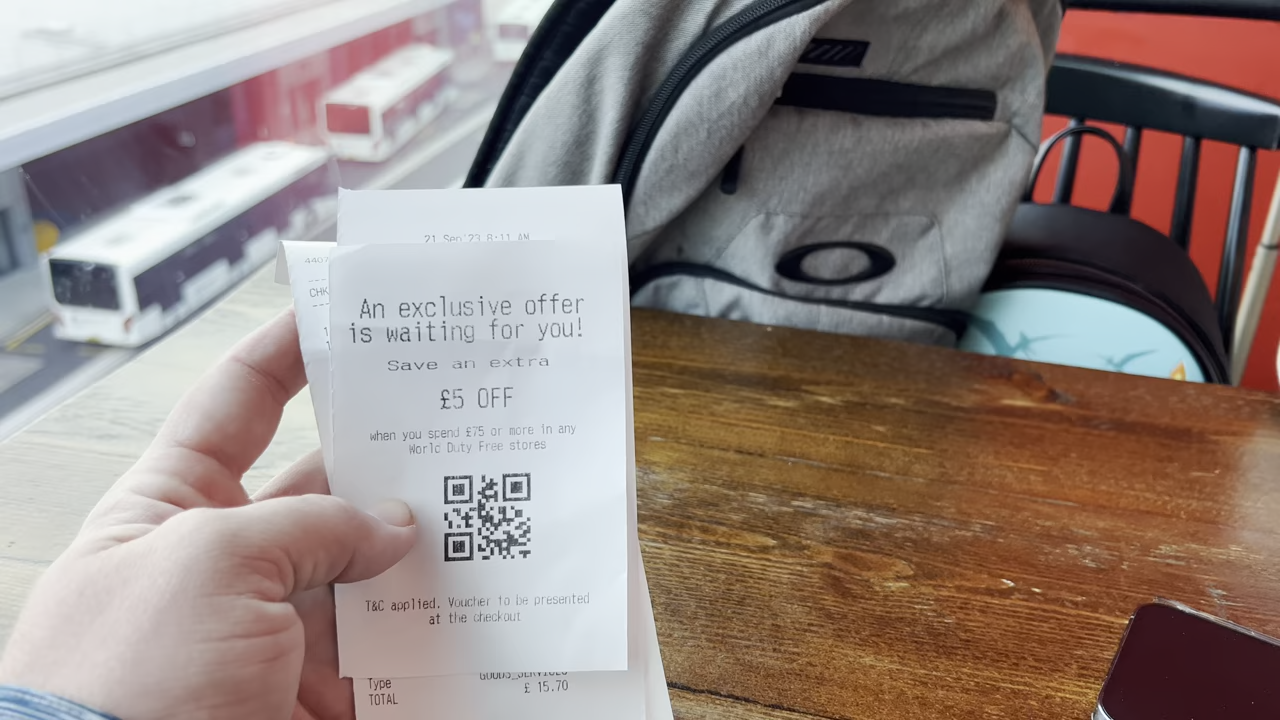 21 Sep'23 8:11 AM
4407
CHK
An exclusive offer
is waiting for you!
Save an extra
£5 OFF
when you spend £75 or more in any
World Duty Free stores
T&C applied. Voucher to be presented
at the checkout
GOODS_SERVICES
Type
£ 15.70
TOTAL